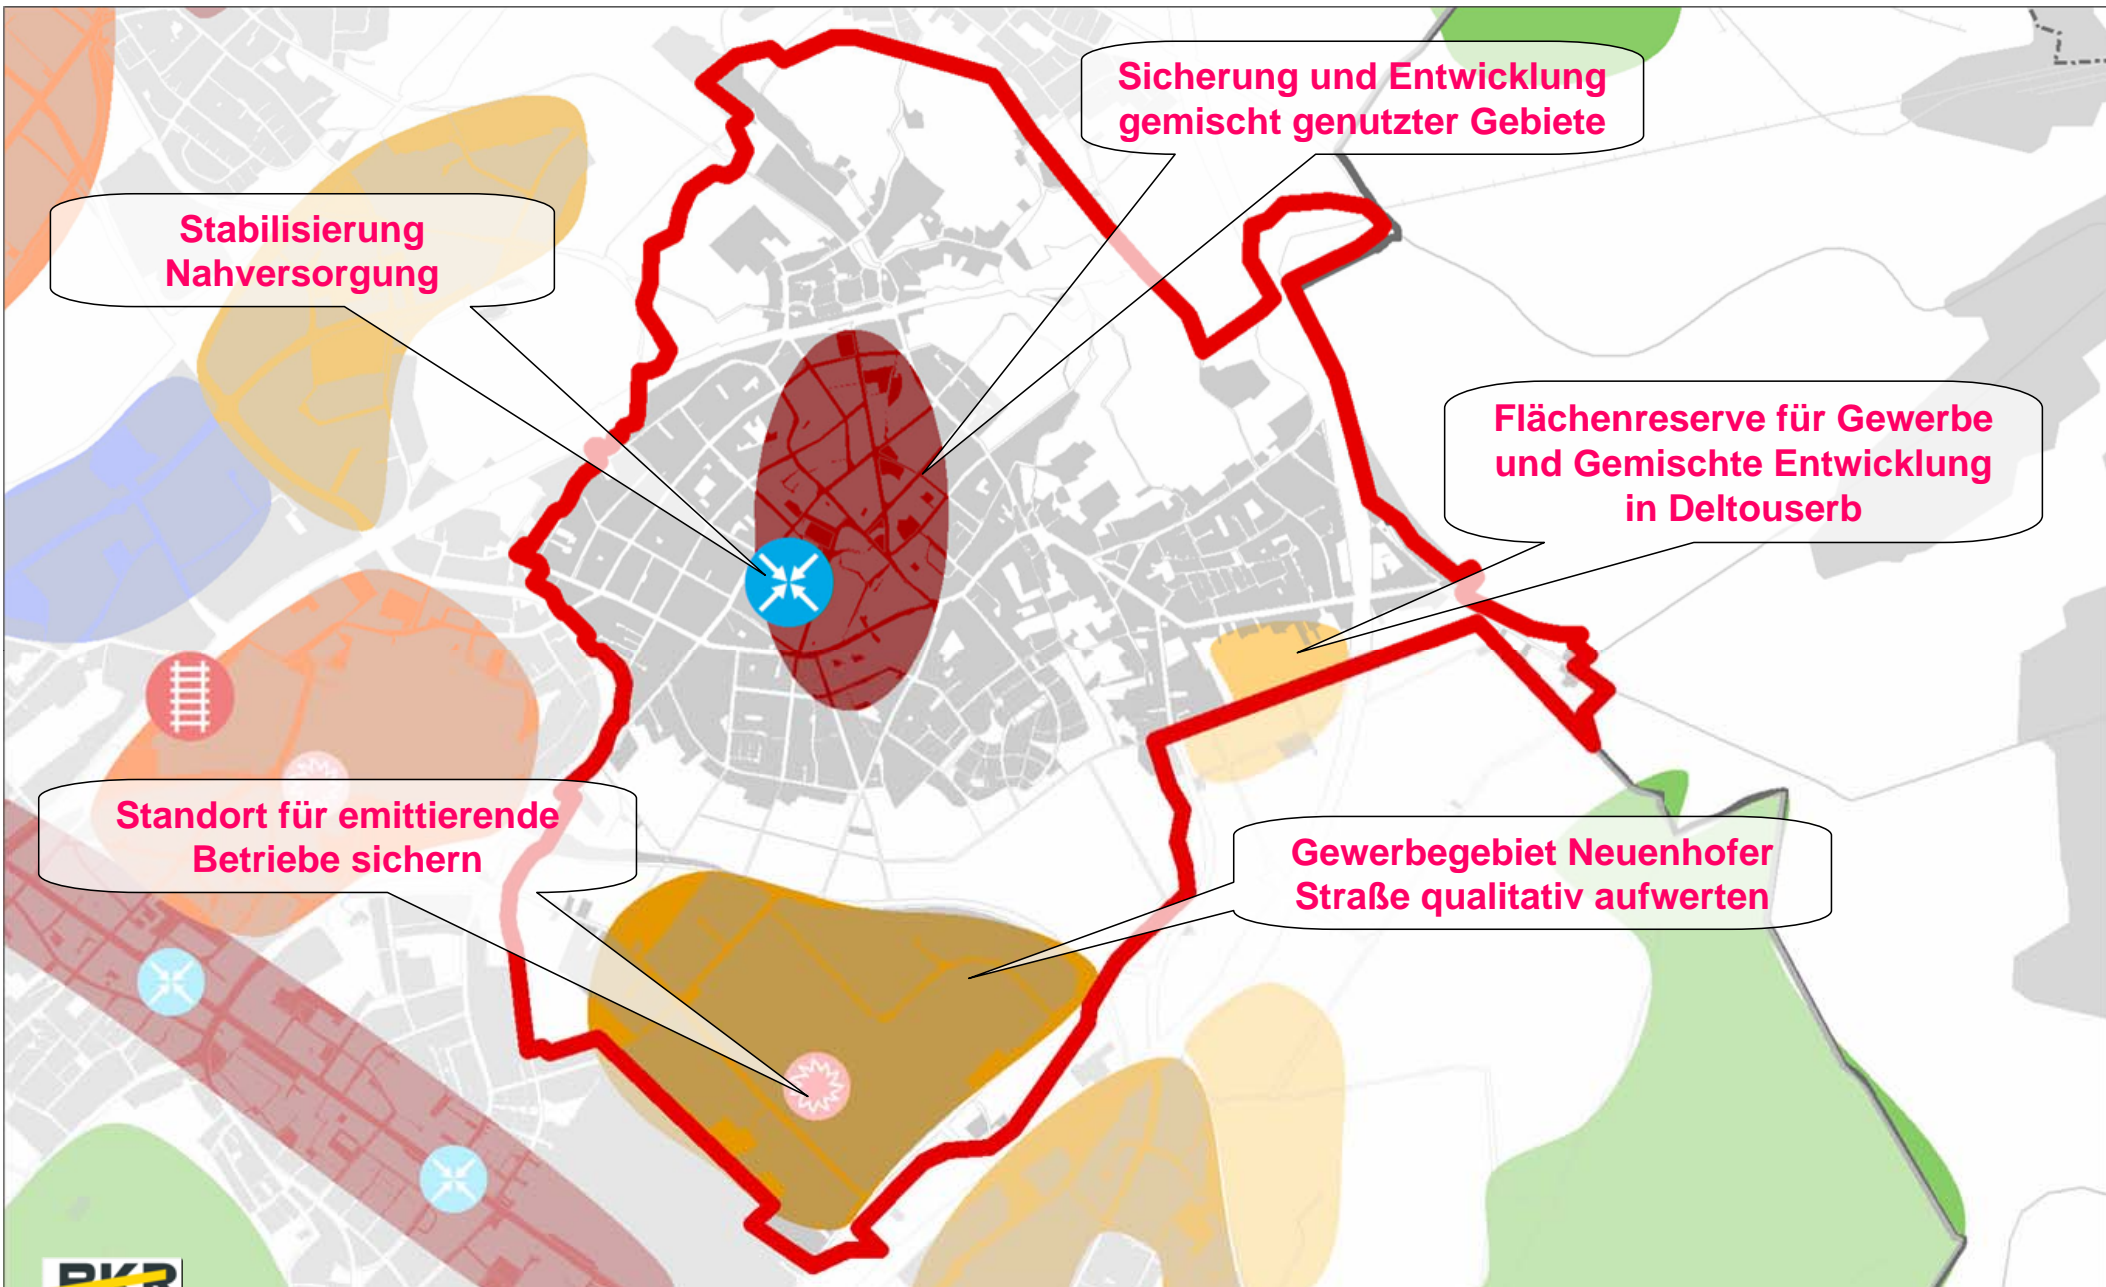 Sicherung und Entwicklung
gemischt genutzter Gebiete
Stabilisierung
Nahversorgung
Flächenreserve für Gewerbe
und Gemischte Entwicklung
in Deltouserb
Standort für emittierende
Betriebe sichern
Gewerbegebiet Neuenhofer
Straße qualitativ aufwerten
BKR